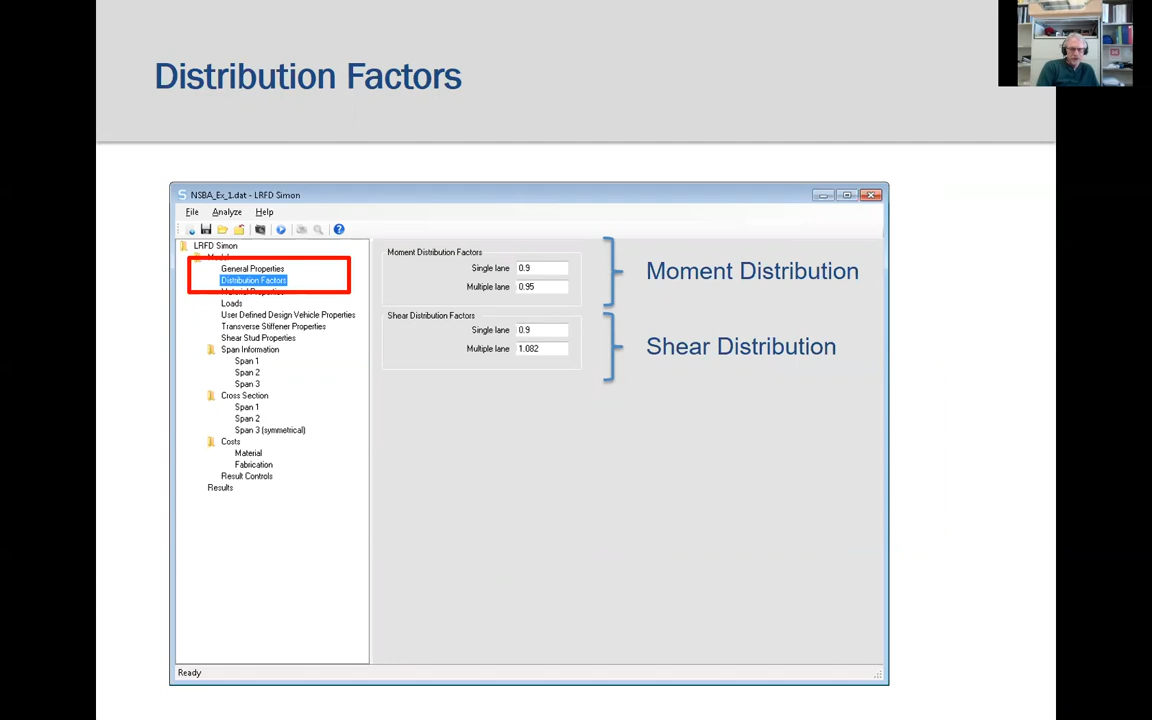 Distribution Factors
NSBA_Ex_1.dat - LRFD Simon
File Analyze Help
LRFD Simon
General Properties
Distribution Factors
Material Properties
Loads
User Defined Design Vehicle Properties
Transverse Stiffener Properties
Shear Stud Properties
Span Information
Span 1
Span 2
Span 3
Cross Section
Span 1
Span 2
Span 3 (symmetrical)
Costs
Material
Fabrication
Result Controls
Results
Moment Distribution Factors
Single lane 0.9
Multiple lane 0.95
Shear Distribution Factors
Single lane 0.9
Multiple lane 1.082
Moment Distribution
Shear Distribution
Ready